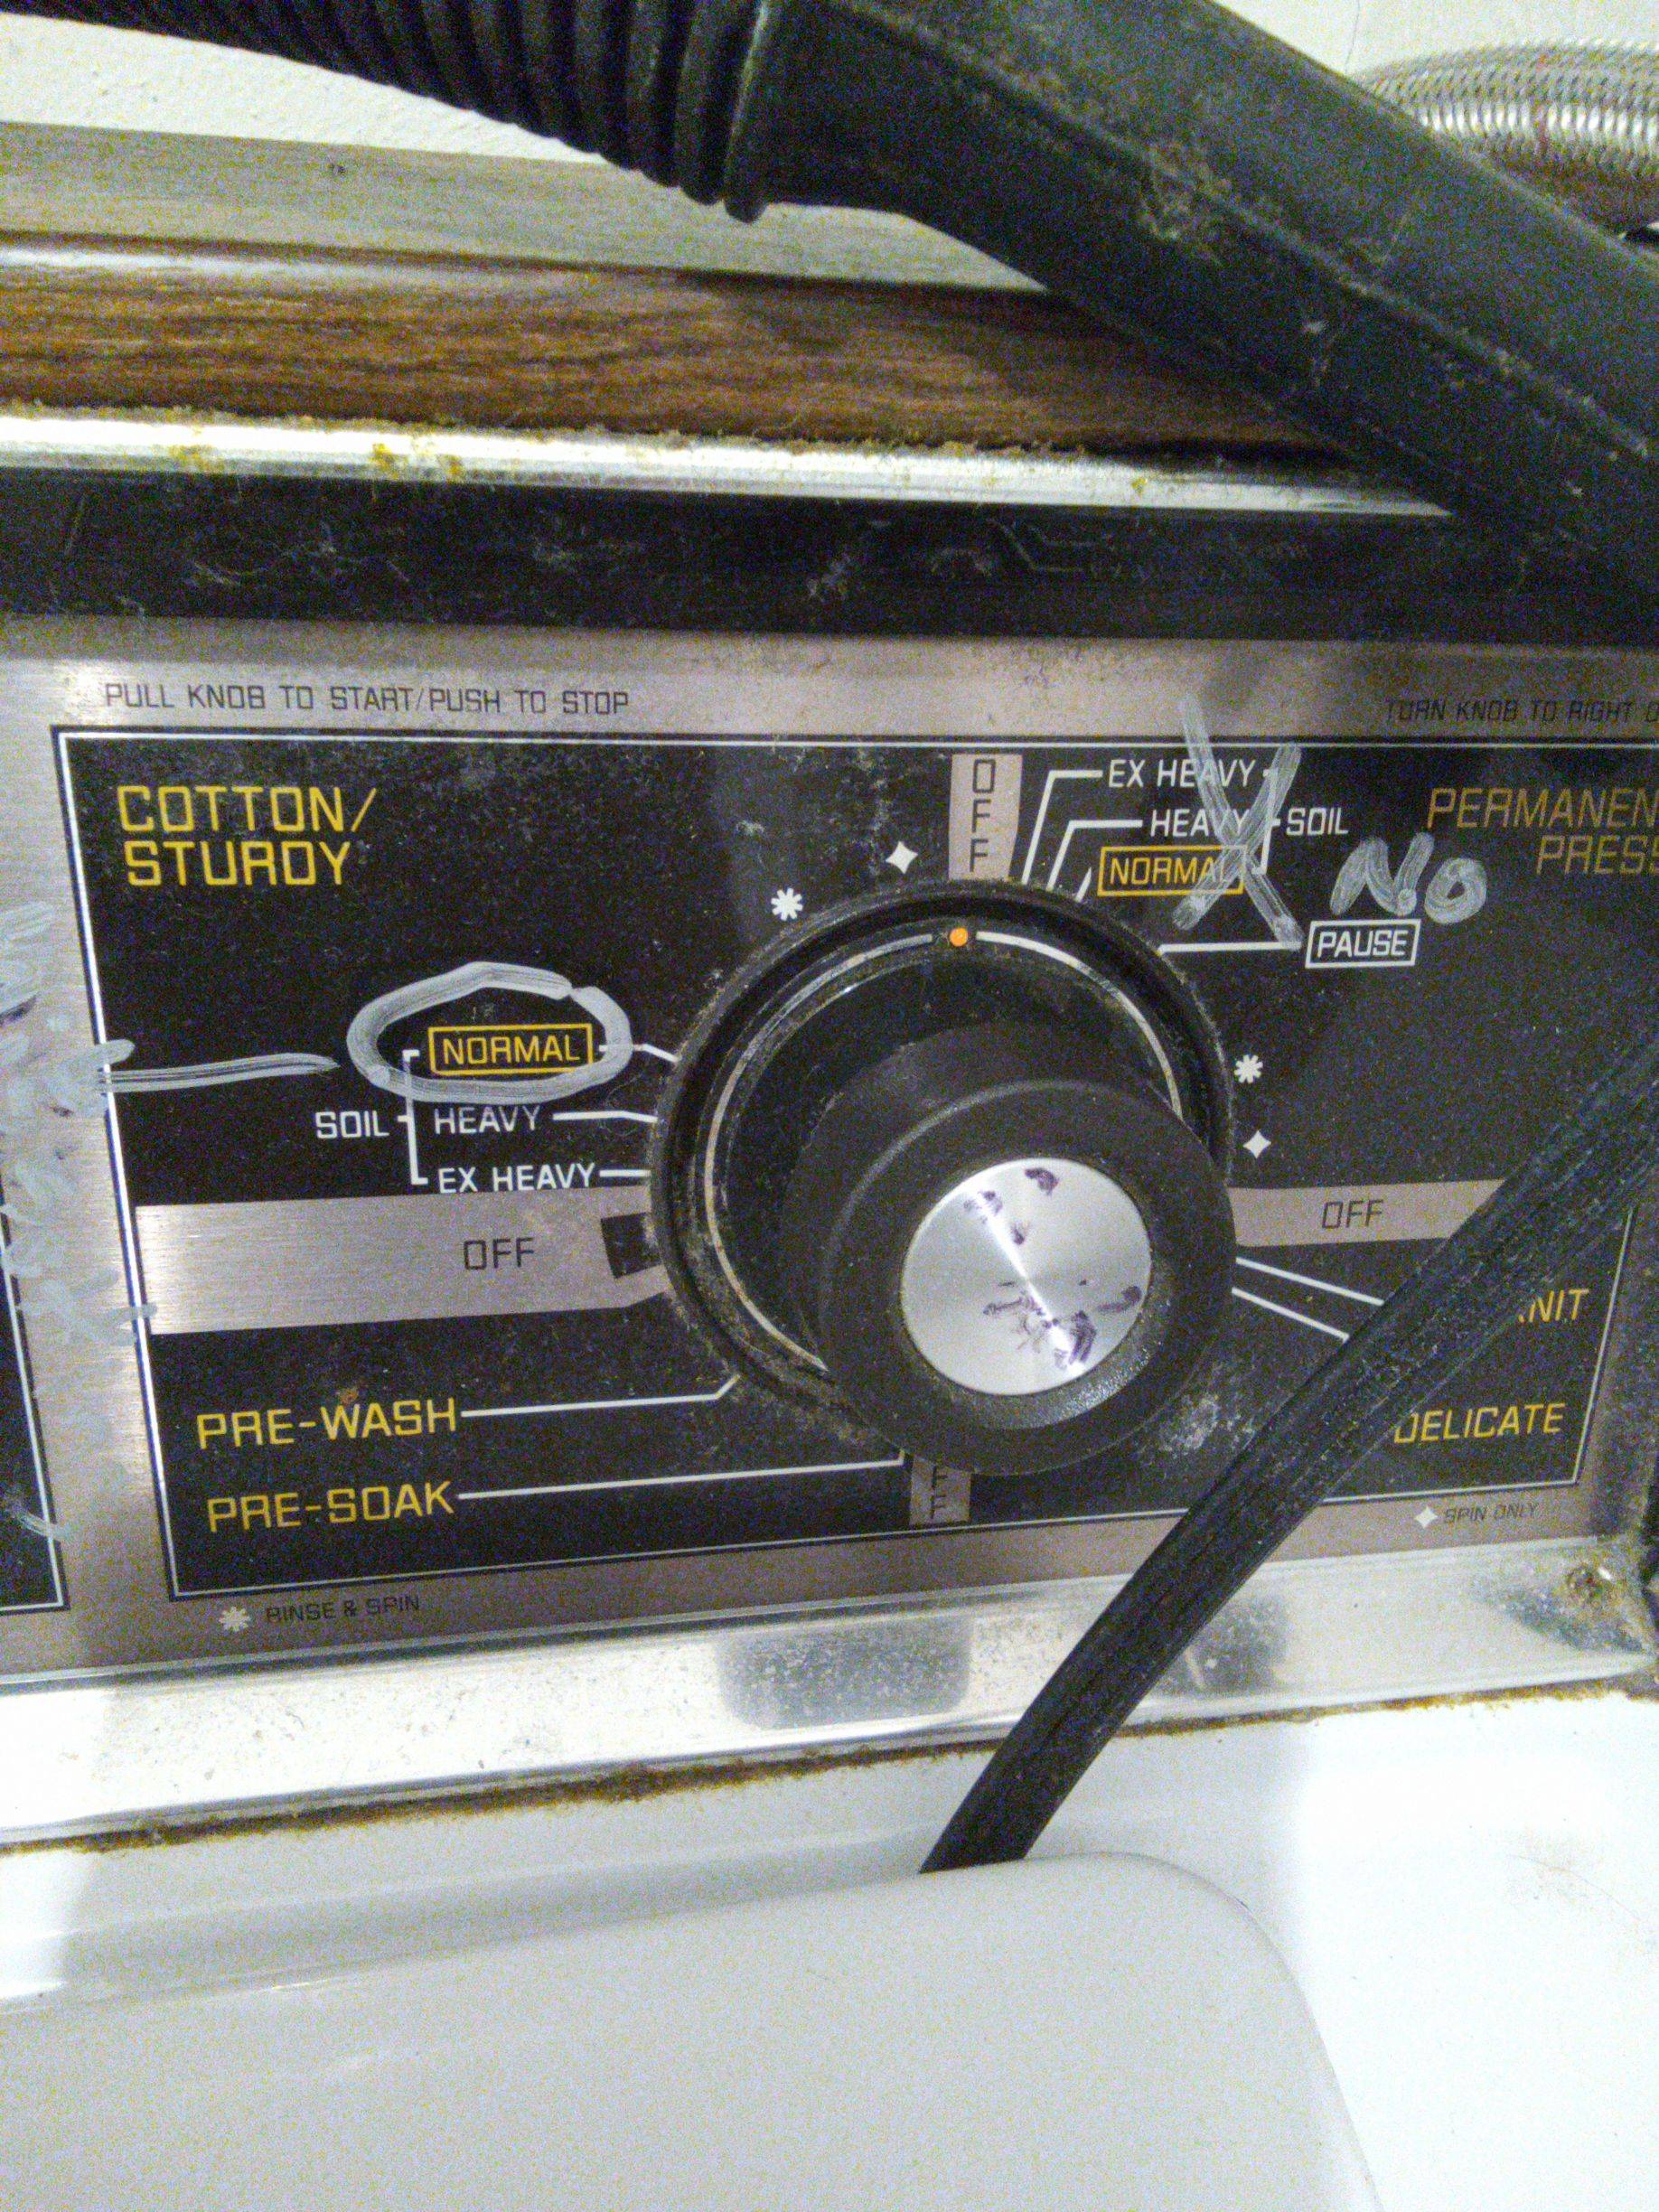 PULL KNOB TO START/PUSH TO STOP
TURN KNOB TO RIGHT
COTTON/
STURDY
OFF
EX HEAVY
HEAVY
SOIL
NORMAL
No
PAUSE
PERMANEN
PRESS
NORMAL
SOIL
HEAVY
EX HEAVY
OFF
OFF
PRE-WASH
PRE-SOAK
FF
NIT
DELICATE
SPIN ONLY
RINSE & SPIN